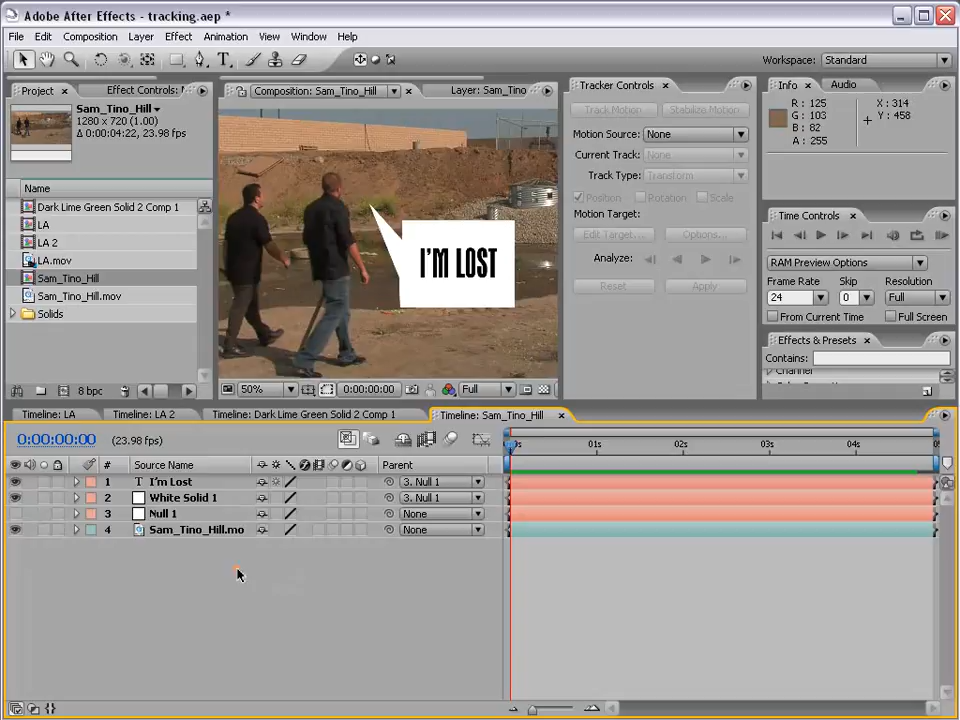 Adobe After Effects - tracking.aep *
File Edit Composition Layer Effect Animation View Window Help
Workspace: Standard
Project Effect Controls:
Composition: Sam_Tino_Hill Layer: Sam_Tino
Tracker Controls
Info Audio
Sam_Tino_Hill
1280 x 720 (1.00)
Δ 0:00:04:22, 23.98 fps
Name
Dark Lime Green Solid 2 Comp 1
LA
LA 2
LA.mov
Sam_Tino_Hill
Sam_Tino_Hill.mov
Solids
8 bpc
I'M LOST
50% 0:00:00:00 Full
Track Motion Stabilize Motion
Motion Source: None
Current Track: None
Track Type: Transform
Position Rotation Scale
Motion Target:
Edit Target... Options...
Analyze:
Reset Apply
R: 125
G: 103
B: 82
A: 255
X: 314
Y: 458
Time Controls
RAM Preview Options
Frame Rate Skip Resolution
24 0 Full
From Current Time Full Screen
Effects & Presets
Contains:
Channel
Timeline: LA Timeline: LA 2 Timeline: Dark Lime Green Solid 2 Comp 1 Timeline: Sam_Tino_Hill
0:00:00:00 (23.98 fps)
# Source Name Parent
01s 02s 03s 04s
1 T I'm Lost 3. Null 1
2 White Solid 1 3. Null 1
3 Null 1 None
4 Sam_Tino_Hill.mo None